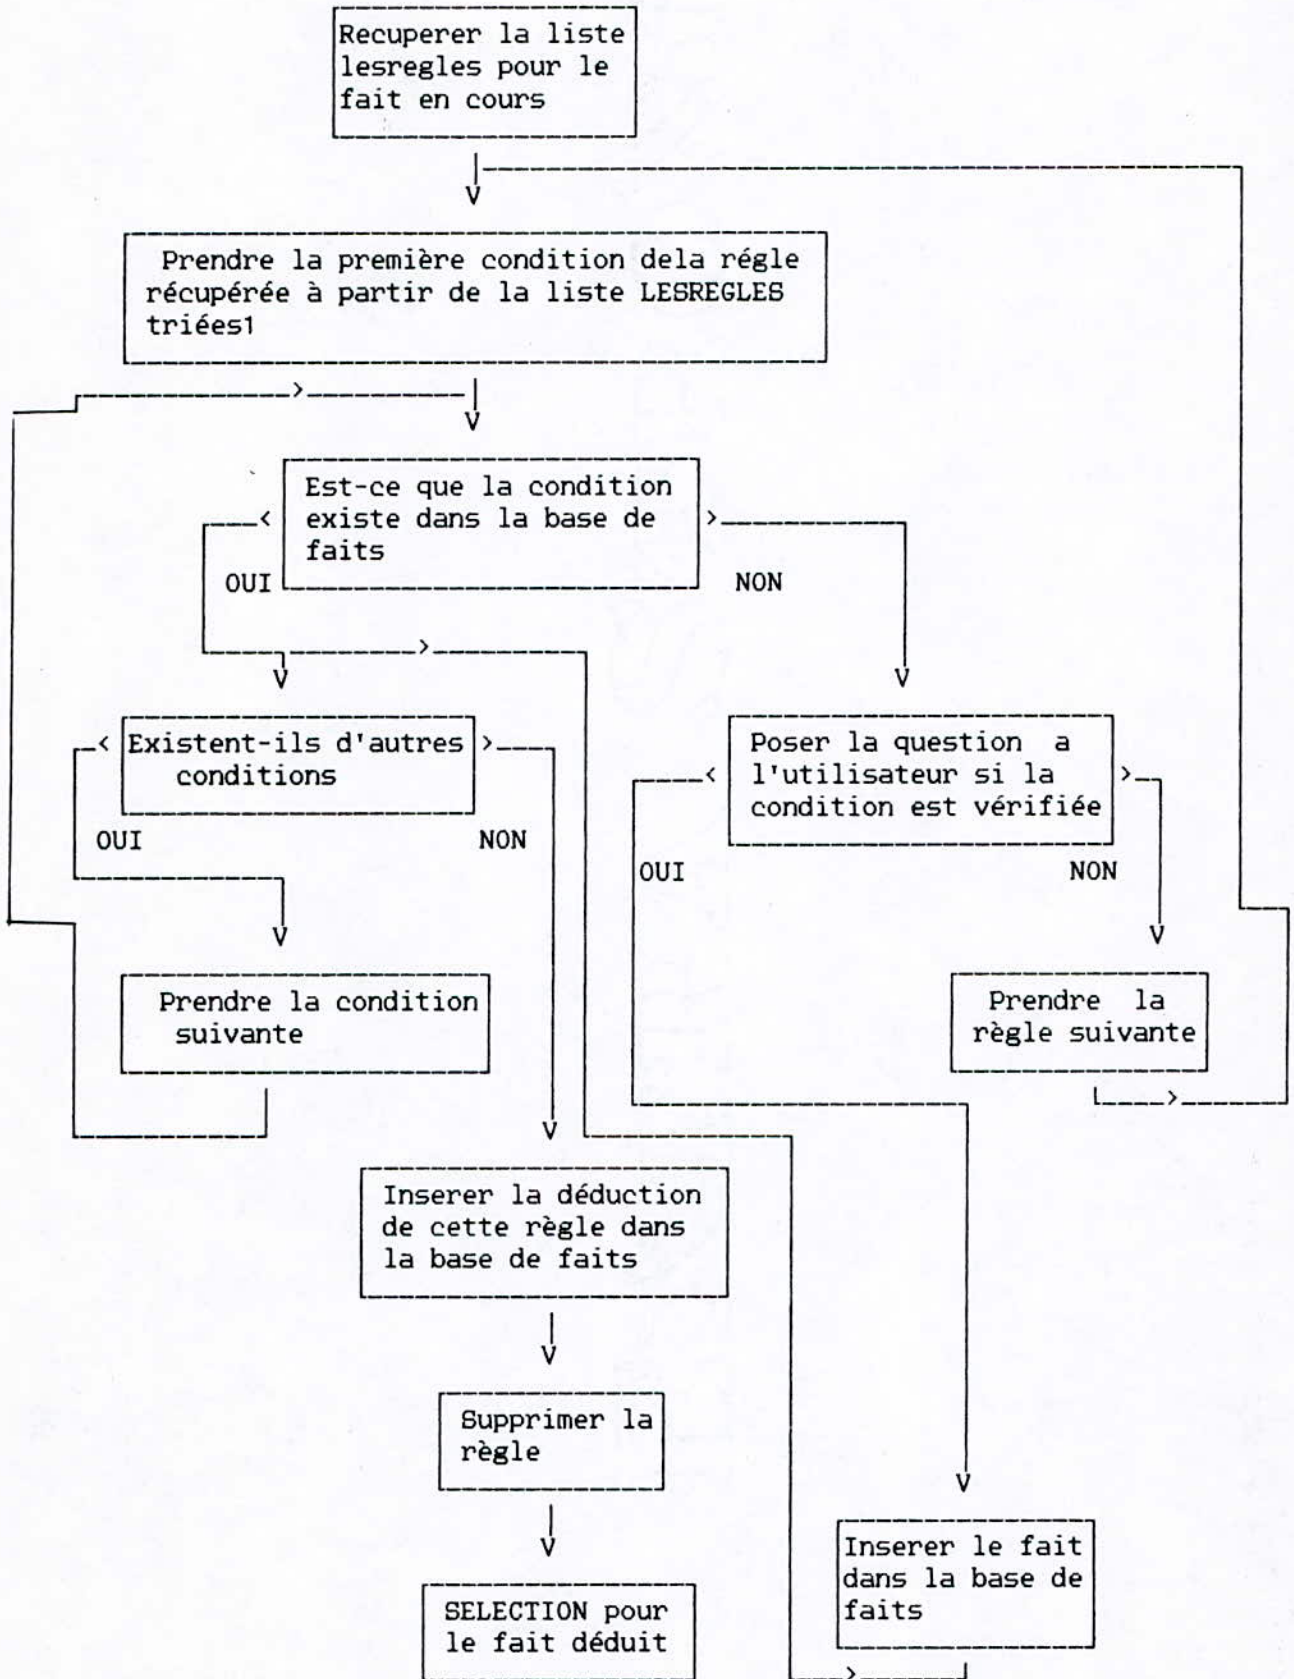 Recuperer la liste
lesregles pour le
fait en cours
Prendre la première condition dela régle
récupérée à partir de la liste LESREGLES
triées1
Est-ce que la condition
existe dans la base de
faits
OUI
NON
Existent-ils d'autres
conditions
OUI
NON
Poser la question a
l'utilisateur si la
condition est vérifiée
OUI
NON
Prendre la condition
suivante
Prendre la
règle suivante
Inserer la déduction
de cette règle dans
la base de faits
Supprimer la
règle
SELECTION pour
le fait déduit
Inserer le fait
dans la base de
faits